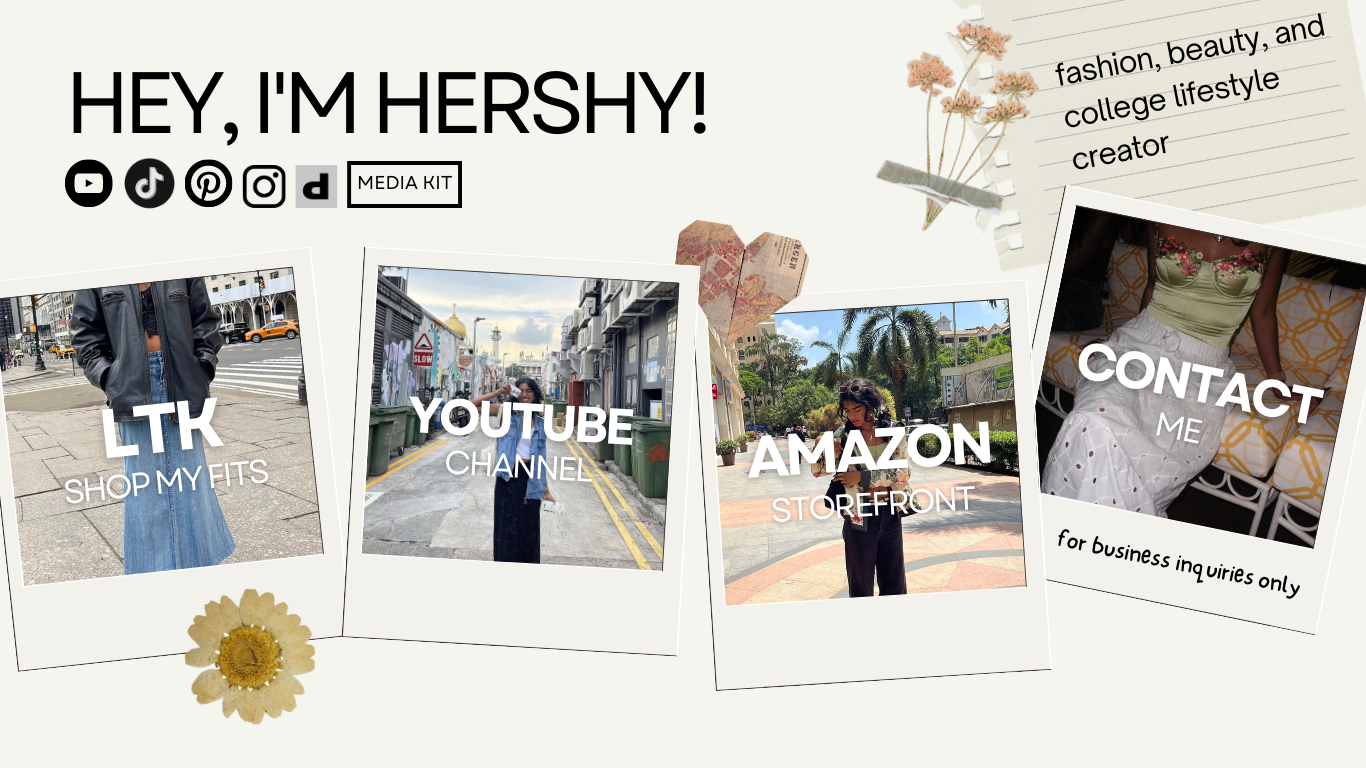 HEY, I'M HERSHY!
d
MEDIA KIT
fashion, beauty, and
college lifestyle
creator
LTK
SHOP MY FITS
SLOW
YOUTUBE
CHANNEL
AMAZON
STOREFRONT
CONTACT
ME
for business inquiries only